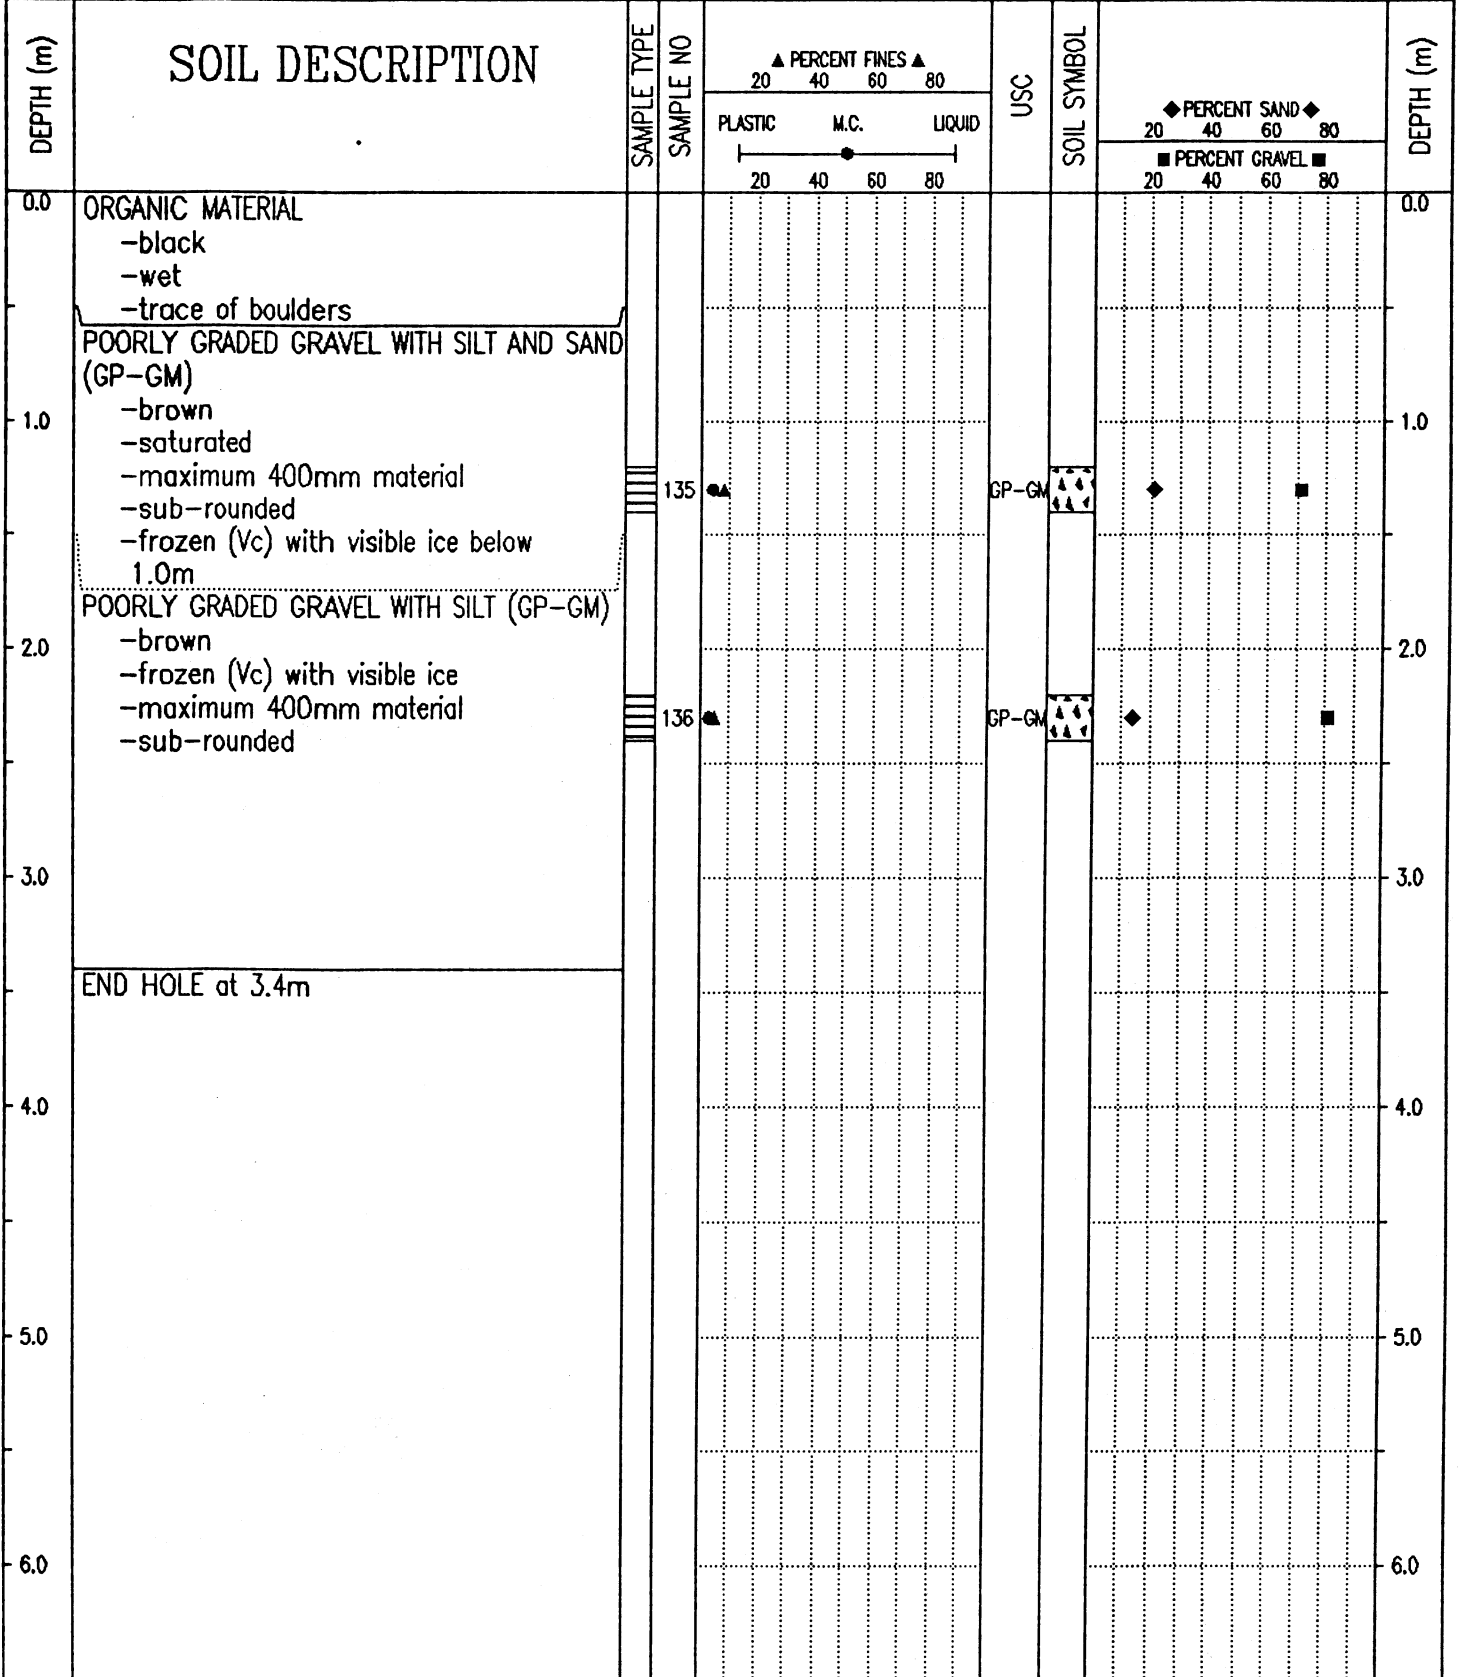 DEPTH (m)
SOIL DESCRIPTION
SAMPLE TYPE
SAMPLE NO
▲ PERCENT FINES ▲
20 40 60 80
PLASTIC M.C. LIQUID
20 40 60 80
USC
SOIL SYMBOL
◆ PERCENT SAND ◆
20 40 60 80
■ PERCENT GRAVEL ■
20 40 60 80
DEPTH (m)
0.0 ORGANIC MATERIAL 0.0
-black
-wet
-trace of boulders
POORLY GRADED GRAVEL WITH SILT AND SAND
(GP-GM)
1.0 -brown 1.0
-saturated
-maximum 400mm material 135 GP-GM
-sub-rounded
-frozen (Vc) with visible ice below
1.0m
POORLY GRADED GRAVEL WITH SILT (GP-GM)
2.0 -brown 2.0
-frozen (Vc) with visible ice
-maximum 400mm material 136 GP-GM
-sub-rounded
3.0 3.0
END HOLE at 3.4m
4.0 4.0
5.0 5.0
6.0 6.0